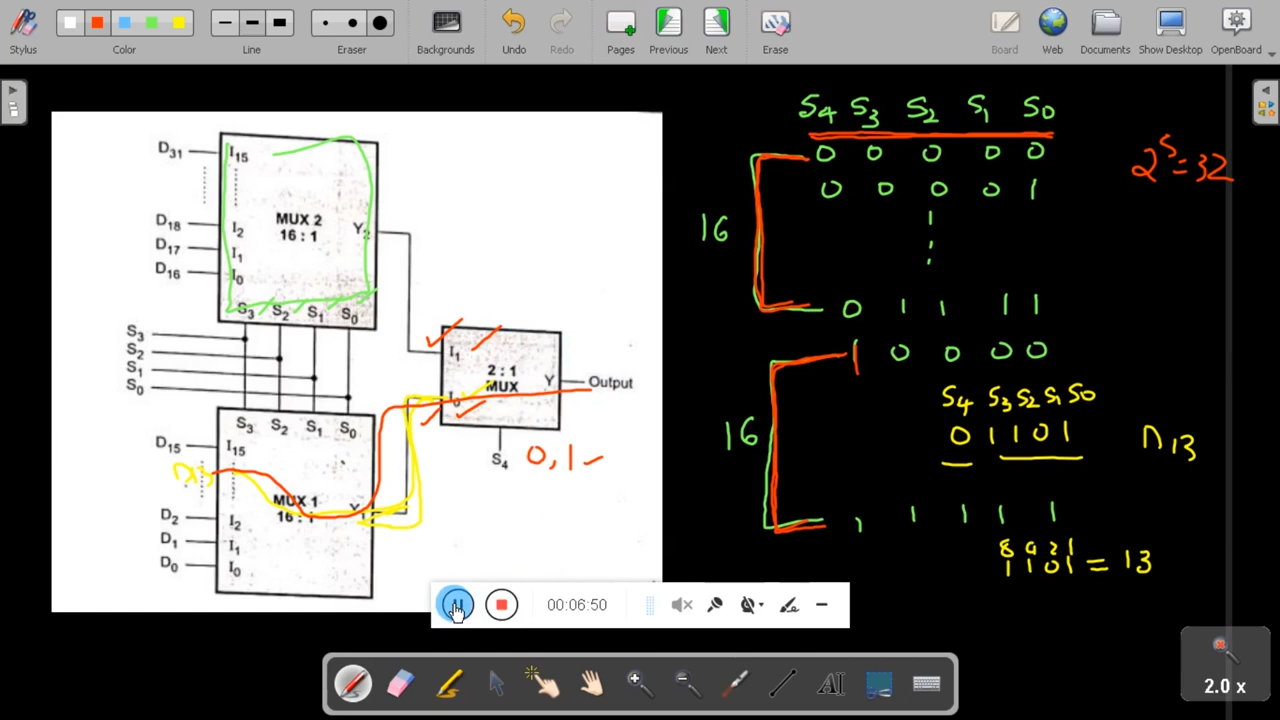 Stylus Color Line Eraser Backgrounds Undo Redo Pages Previous Next Erase Board Web Documents Show Desktop OpenBoard
D31 I15
MUX 2
16 : 1
D18 I2 Y2
D17 I1
D16 I0
S3 S2 S1 S0
S3
S2
S1
S0
S3 S2 S1 S0
D15 I15
D13
MUX 1
16 : 1
Y1
D2 I2
D1 I1
D0 I0
I1
2 : 1
MUX
Y Output
I0
S4 0, 1
S4 S3 S2 S1 S0
0 0 0 0 0
0 0 0 0 1
16
0 1 1 1 1
1 0 0 0 0
2^5=32
S4 S3 S2 S1 S0
0 1 1 0 1 D13
16
1 1 1 1 1
8 4 2 1
1 1 0 1 = 13
00:06:50
2.0 x